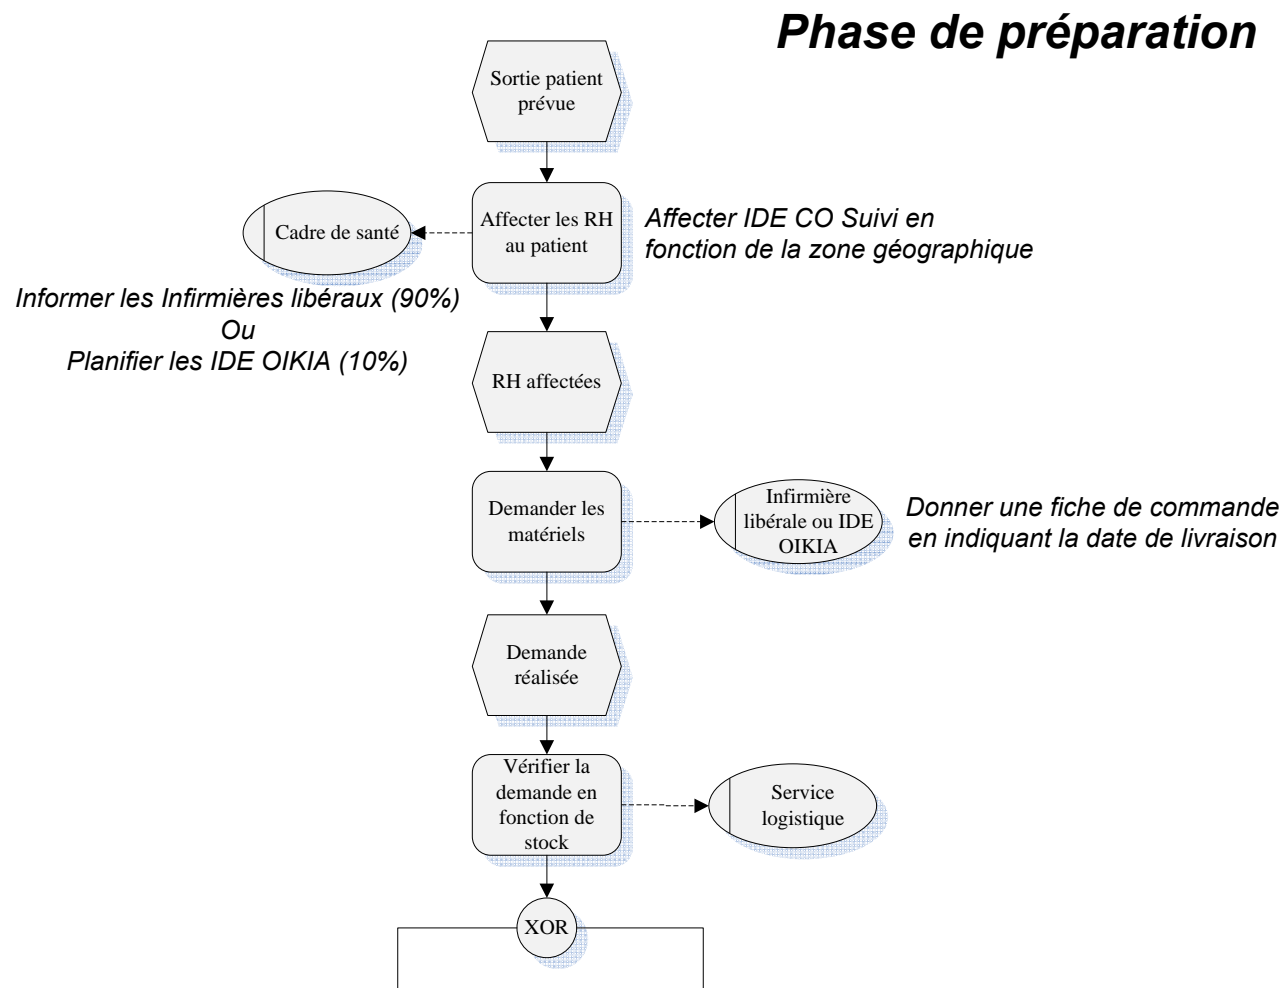 Phase de préparation
Sortie patient
prévue
Cadre de santé
Affecter les RH
au patient
Affecter IDE CO Suivi en
fonction de la zone géographique
Informer les Infirmières libéraux (90%)
Ou
Planifier les IDE OIKIA (10%)
RH affectées
Demander les
matériels
Infirmière
libérale ou IDE
OIKIA
Donner une fiche de commande
en indiquant la date de livraison
Demande
réalisée
Vérifier la
demande en
fonction de
stock
Service
logistique
XOR